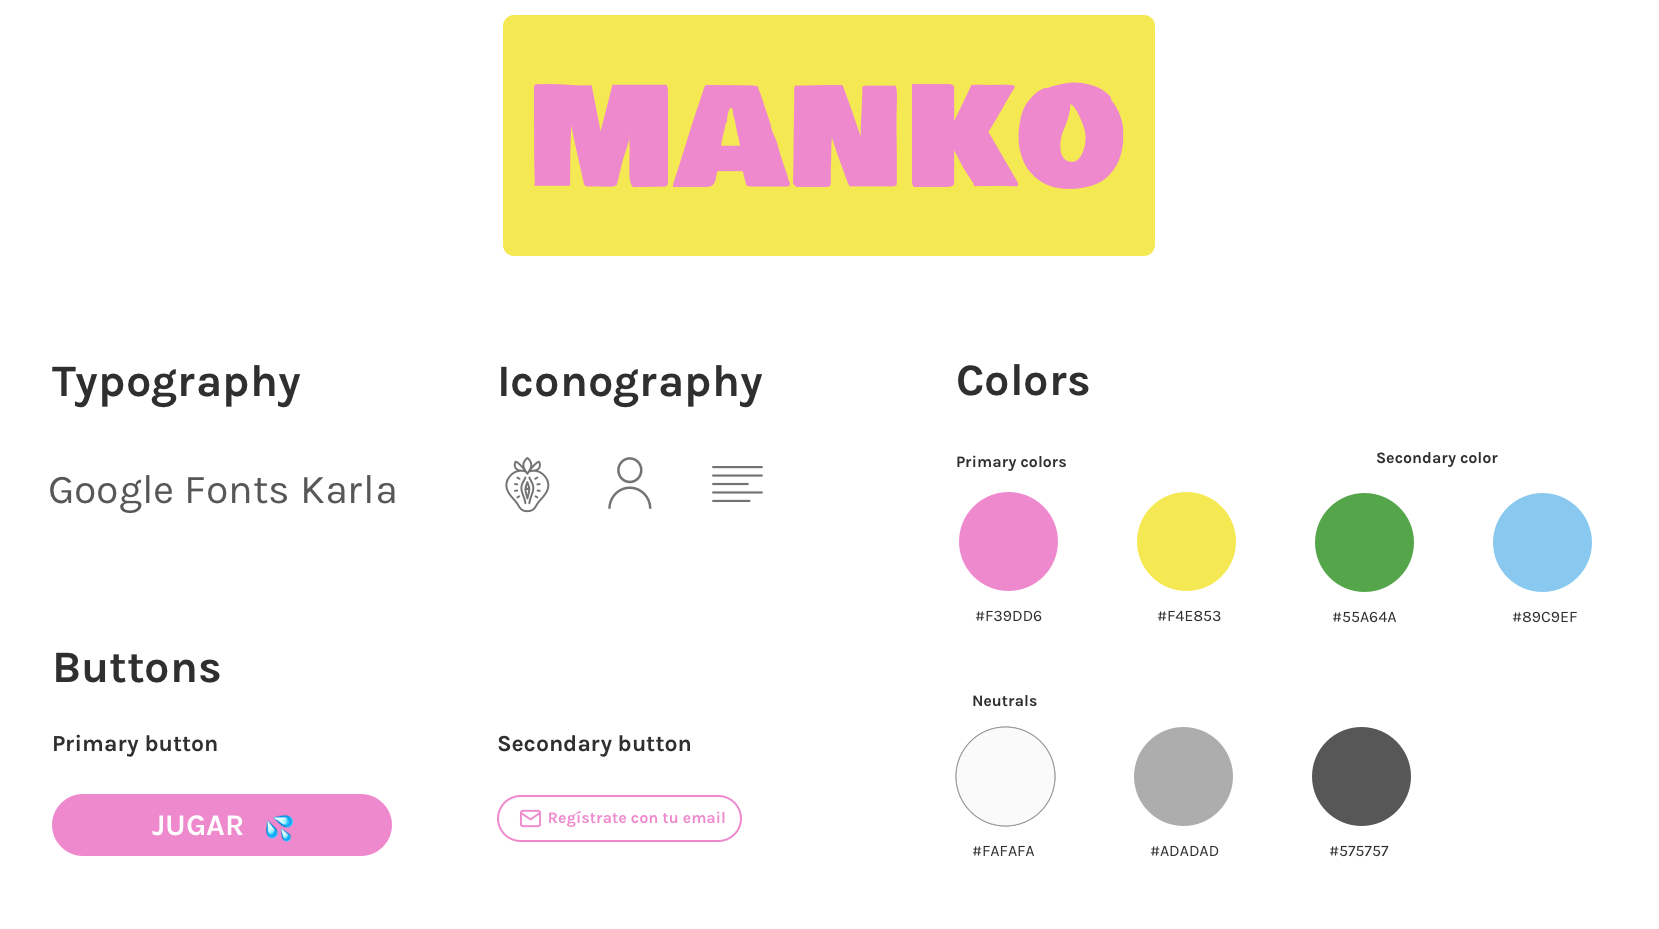 MANKO
Typography
Google Fonts Karla
Iconography
Colors
Primary colors
Secondary color
#F39DD6
#F4E853
#55A64A
#89C9EF
Neutrals
#FAFAFA
#ADADAD
#575757
Buttons
Primary button
JUGAR 💦
Secondary button
Regístrate con tu email